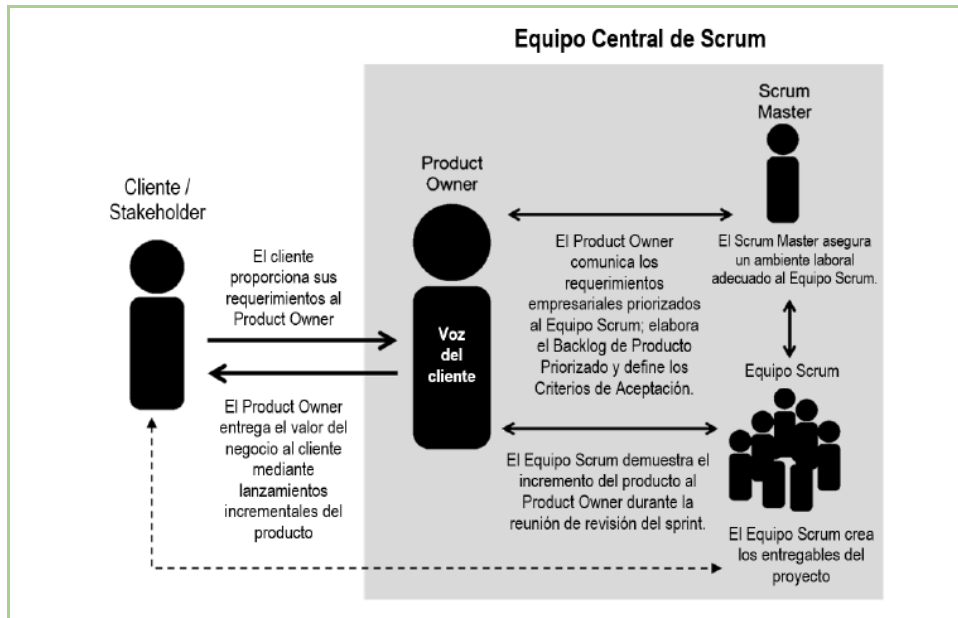 Equipo Central de Scrum
Cliente /
Stakeholder
El cliente
proporciona sus
requerimientos al
Product Owner
El Product Owner
entrega el valor del
negocio al cliente
mediante
lanzamientos
incrementales del
producto
Product
Owner
Voz
del
cliente
El Product Owner
comunica los
requerimientos
empresariales priorizados
al Equipo Scrum; elabora
el Backlog de Producto
Priorizado y define los
Criterios de Aceptación.
El Equipo Scrum demuestra el
incremento del producto al
Product Owner durante la
reunión de revisión del sprint.
Scrum
Master
El Scrum Master asegura
un ambiente laboral
adecuado al Equipo Scrum.
Equipo Scrum
El Equipo Scrum crea
los entregables del
proyecto